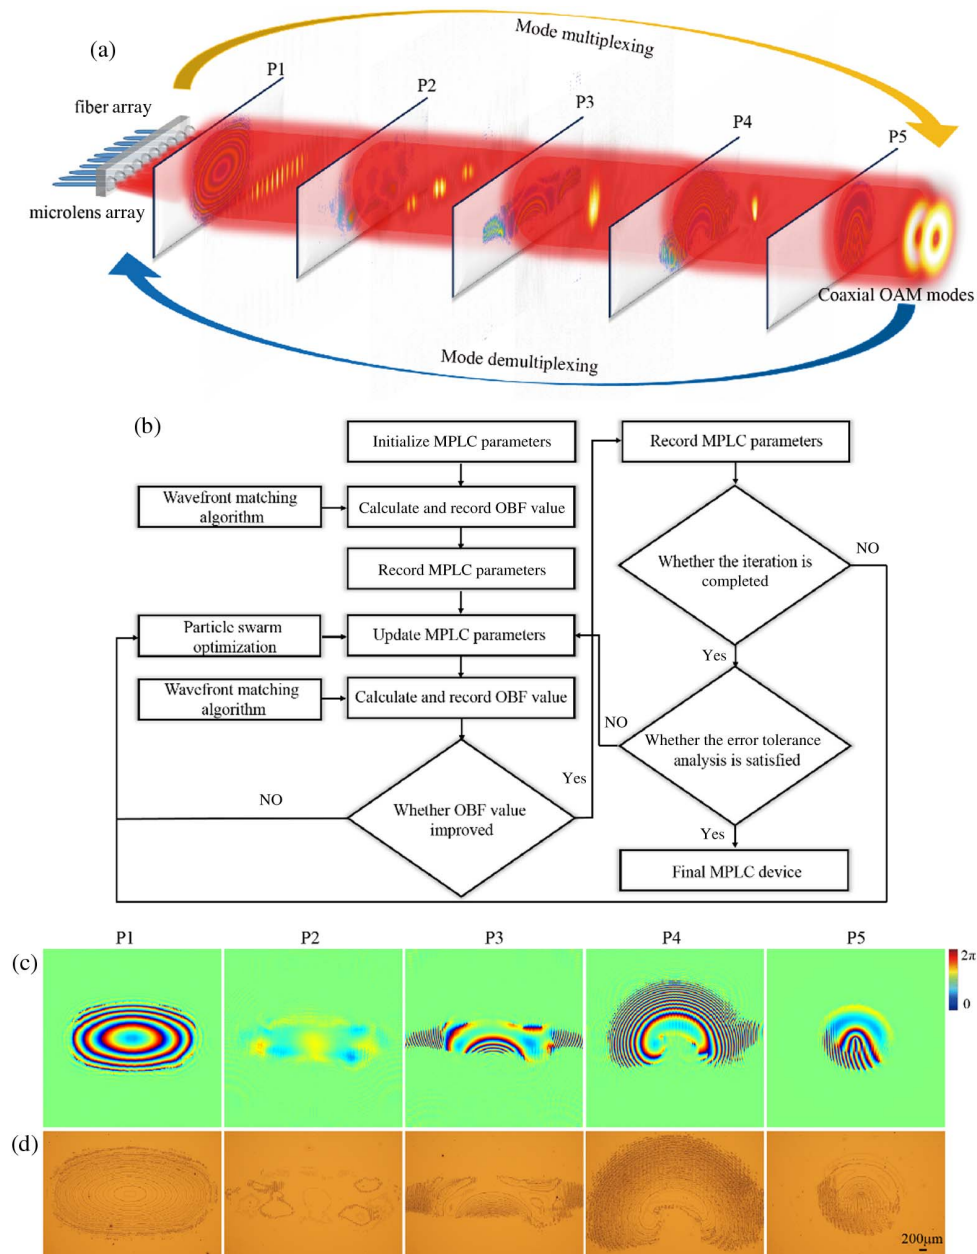 (a)
Mode multiplexing
P1
P2
P3
P4
P5
fiber array
microlens array
Coaxial OAM modes
Mode demultiplexing
(b)
Initialize MPLC parameters
Wavefront matching
algorithm
Calculate and record OBF value
Record MPLC parameters
Particle swarm
optimization
Update MPLC parameters
Wavefront matching
algorithm
Calculate and record OBF value
Whether OBF value
improved
NO
Yes
Record MPLC parameters
Whether the iteration is
completed
NO
Yes
Whether the error tolerance
analysis is satisfied
NO
Yes
Final MPLC device
P1 P2 P3 P4 P5
(c)
2π
0
(d)
200μm